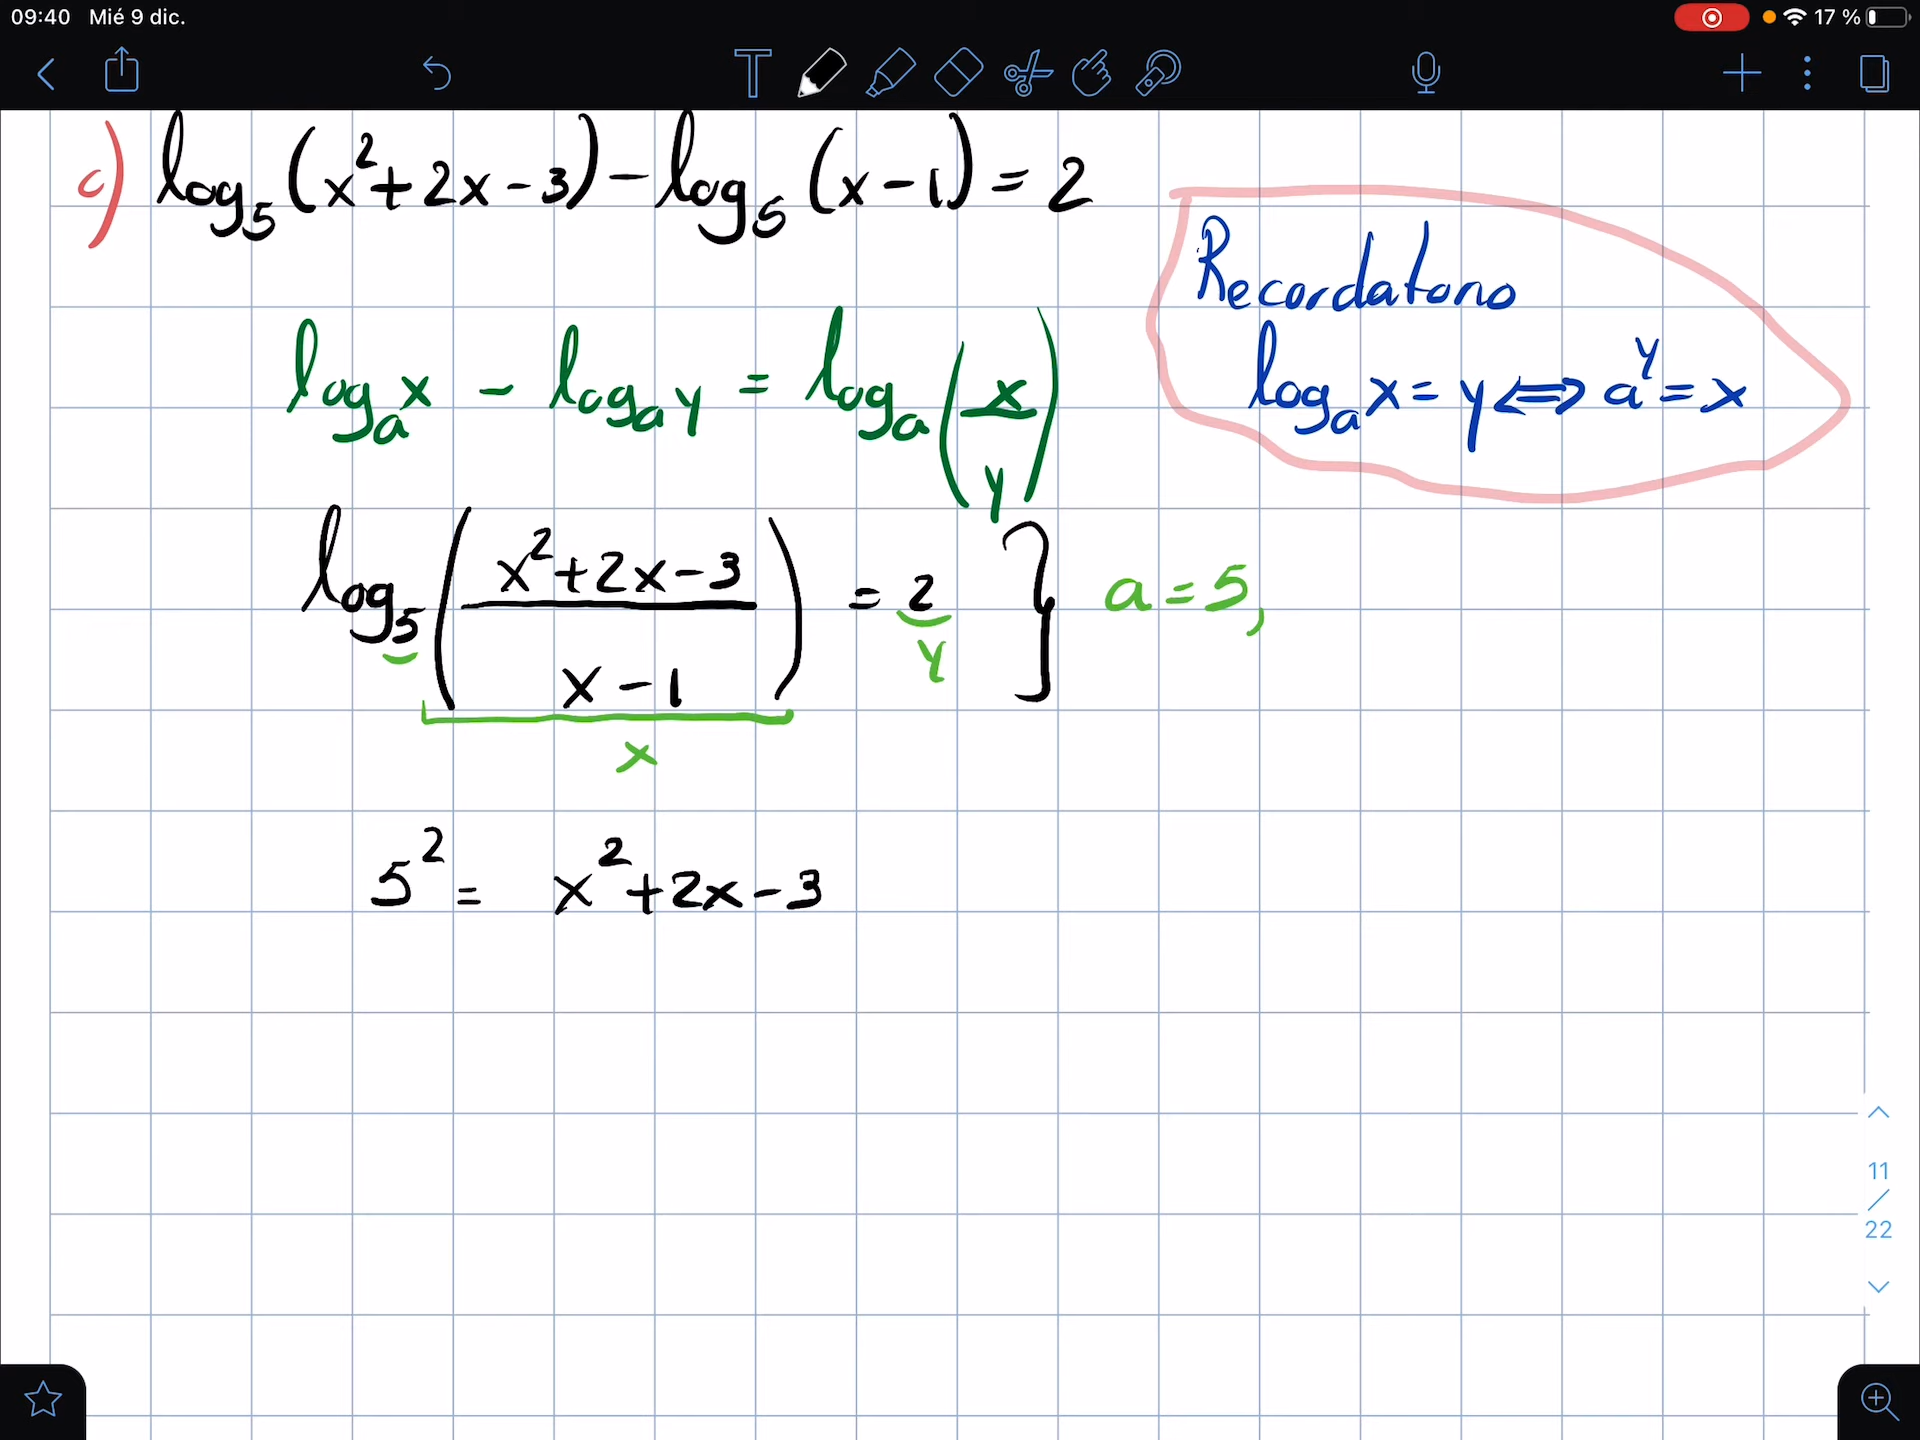 09:40 Mié 9 dic. 17 %
T
c) log₅(x²+2x-3)-log₅(x-1)=2
Recordatorio
logₐx - logₐy = logₐ(x/y)
logₐx=y⇔a^y=x
log₅((x²+2x-3)/(x-1)) = 2 } a=5,
y
x
5² = x²+2x-3
11
/
22